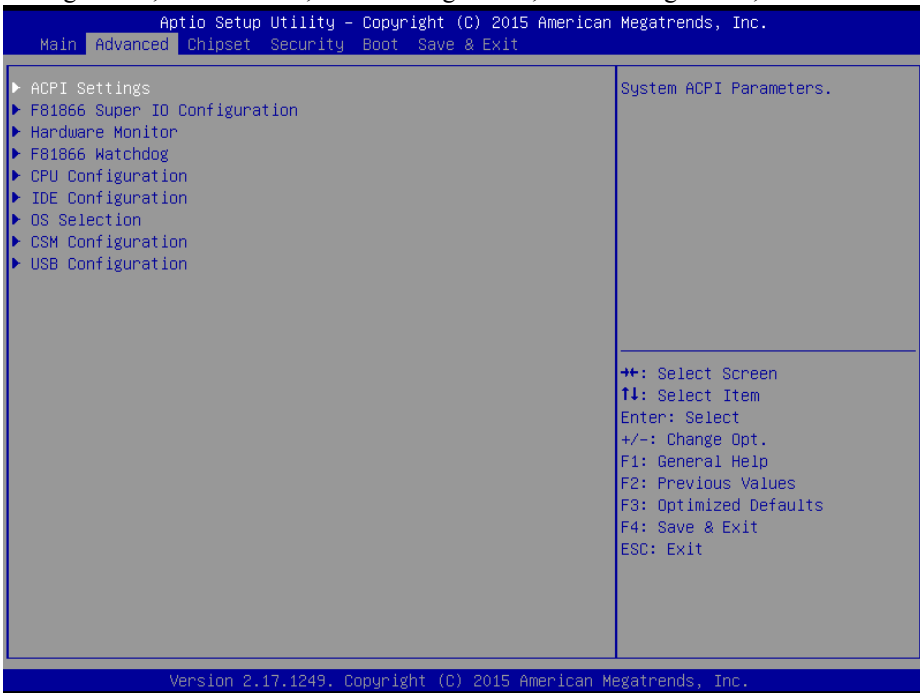 Aptio Setup Utility – Copyright (C) 2015 American Megatrends, Inc.
Main Advanced Chipset Security Boot Save & Exit
ACPI Settings
F81866 Super IO Configuration
Hardware Monitor
F81866 Watchdog
CPU Configuration
IDE Configuration
OS Selection
CSM Configuration
USB Configuration
System ACPI Parameters.
→←: Select Screen
↑↓: Select Item
Enter: Select
+/-: Change Opt.
F1: General Help
F2: Previous Values
F3: Optimized Defaults
F4: Save & Exit
ESC: Exit
Version 2.17.1249. Copyright (C) 2015 American Megatrends, Inc.